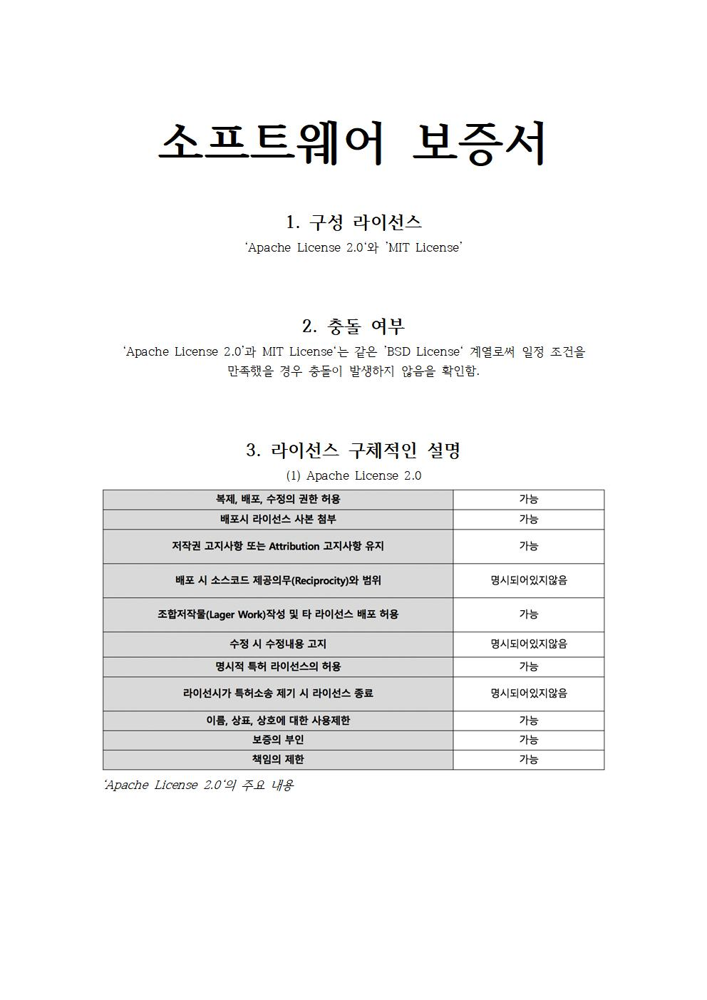 소프트웨어 보증서
1. 구성 라이선스
‘Apache License 2.0‘와 ’MIT License’
2. 충돌 여부
‘Apache License 2.0’과 MIT License‘는 같은 ’BSD License‘ 계열로써 일정 조건을
만족했을 경우 충돌이 발생하지 않음을 확인함.
3. 라이선스 구체적인 설명
(1) Apache License 2.0
복제, 배포, 수정의 권한 허용 가능
배포시 라이선스 사본 첨부 가능
저작권 고지사항 또는 Attribution 고지사항 유지 가능
배포 시 소스코드 제공의무(Reciprocity)와 범위 명시되어있지않음
조합저작물(Lager Work)작성 및 타 라이선스 배포 허용 가능
수정 시 수정내용 고지 명시되어있지않음
명시적 특허 라이선스의 허용 가능
라이선시가 특허소송 제기 시 라이선스 종료 명시되어있지않음
이름, 상표, 상호에 대한 사용제한 가능
보증의 부인 가능
책임의 제한 가능
‘Apache License 2.0‘의 주요 내용